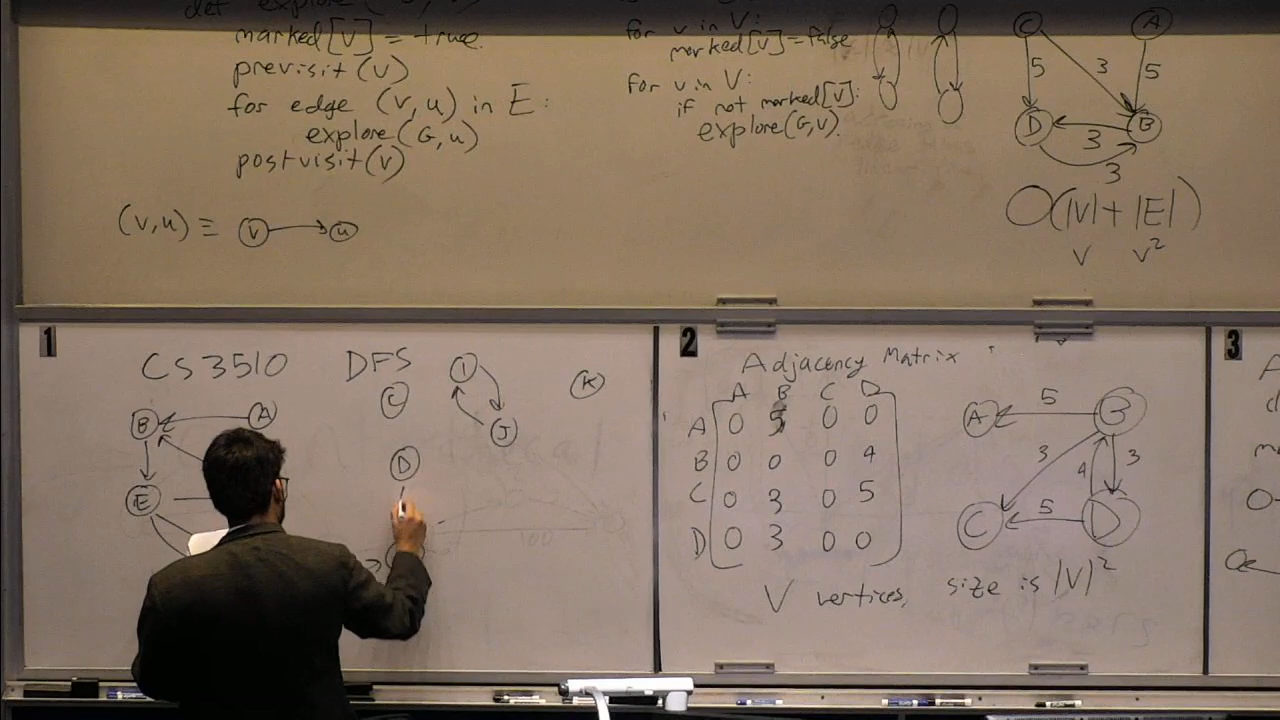 def explore(
marked[v] = true.
previsit(v)
for edge (v,u) in E:
explore(G,u)
postvisit(v)
(v,u) ≡ v u
for v in V:
marked[v]=false
for v in V:
if not marked[v]:
explore(G,v).
C A
5 3 5
D 3 B
3
O(|V|+|E|)
V V²
1
CS3510 DFS
I
J
K
C
B A
D
E
2
Adjacency Matrix
A B C D
A 0 5 0 0
B 0 0 0 4
C 0 3 0 5
D 0 3 0 0
A 5 B
3 4 3
C 5 D
V vertices, size is |V|²
3